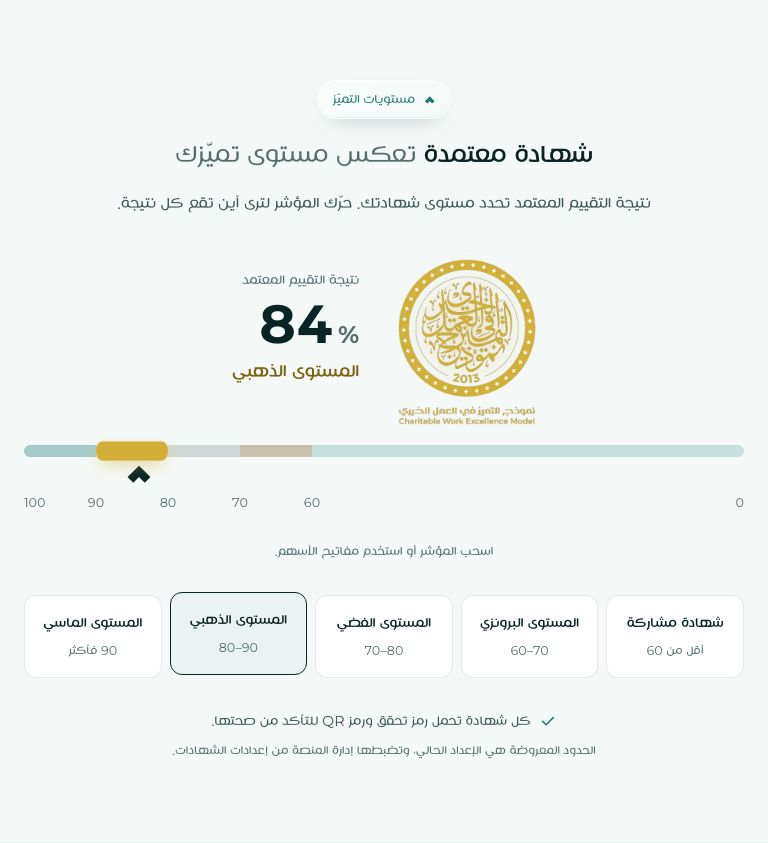 مستويات التميّز
شهادة معتمدة تعكس مستوى تميّزك
نتيجة التقييم المعتمد تحدد مستوى شهادتك. حرّك المؤشر لترى أين تقع كل نتيجة.
2013
نموذج التميز في العمل الخيري
Charitable Work Excellence Model
نتيجة التقييم المعتمد
84 %
المستوى الذهبي
0 60 70 80 90 100
اسحب المؤشر أو استخدم مفاتيح الأسهم.
شهادة مشاركة
أقل من 60
المستوى البرونزي
60–70
المستوى الفضي
70–80
المستوى الذهبي
80–90
المستوى الماسي
90 فأكثر
كل شهادة تحمل رمز تحقق ورمز QR للتأكد من صحتها.
الحدود المعروضة هي الإعداد الحالي، وتضبطها إدارة المنصة من إعدادات الشهادات.